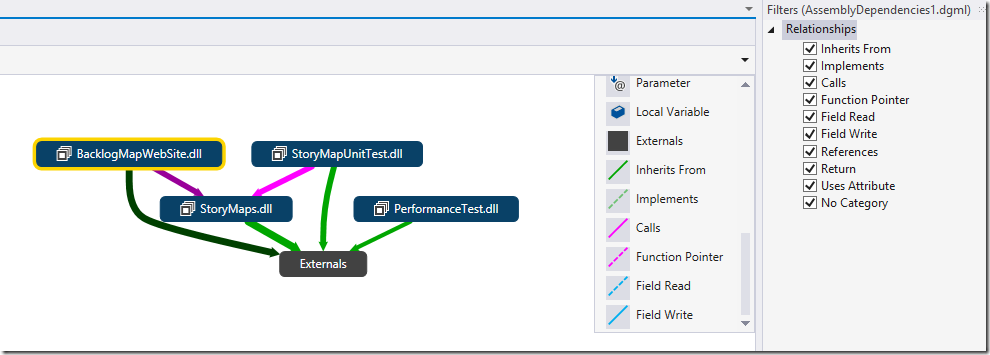 Filters (AssemblyDependencies1.dgml)
Relationships
Inherits From
Implements
Calls
Function Pointer
Field Read
Field Write
References
Return
Uses Attribute
No Category
BacklogMapWebSite.dll
StoryMapUnitTest.dll
StoryMaps.dll
PerformanceTest.dll
Externals
@ Parameter
Local Variable
Externals
Inherits From
Implements
Calls
Function Pointer
Field Read
Field Write